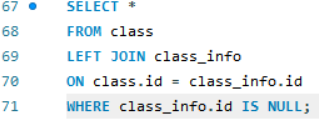 67 SELECT *
68 FROM class
69 LEFT JOIN class_info
70 ON class.id = class_info.id
71 WHERE class_info.id IS NULL;